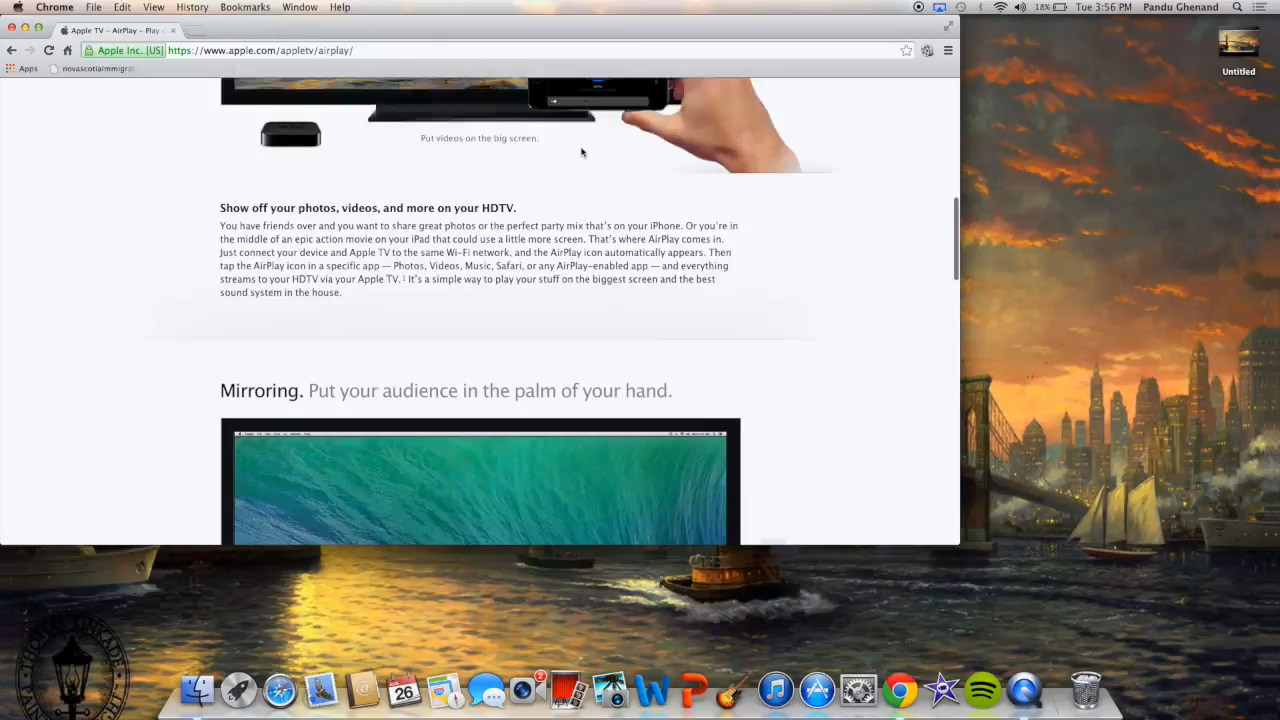 Chrome File Edit View History Bookmarks Window Help 18% Tue 3:56 PM Pandu Ghenand
Apple TV – AirPlay – Play
Apple Inc. [US] https://www.apple.com/appletv/airplay/
Apps novascotiaimmigrat
Untitled
Put videos on the big screen.
Show off your photos, videos, and more on your HDTV.
You have friends over and you want to share great photos or the perfect party mix that's on your iPhone. Or you're in
the middle of an epic action movie on your iPad that could use a little more screen. That's where AirPlay comes in.
Just connect your device and Apple TV to the same Wi-Fi network, and the AirPlay icon automatically appears. Then
tap the AirPlay icon in a specific app — Photos, Videos, Music, Safari, or any AirPlay-enabled app — and everything
streams to your HDTV via your Apple TV.¹ It's a simple way to play your stuff on the biggest screen and the best
sound system in the house.
Mirroring. Put your audience in the palm of your hand.
26
2